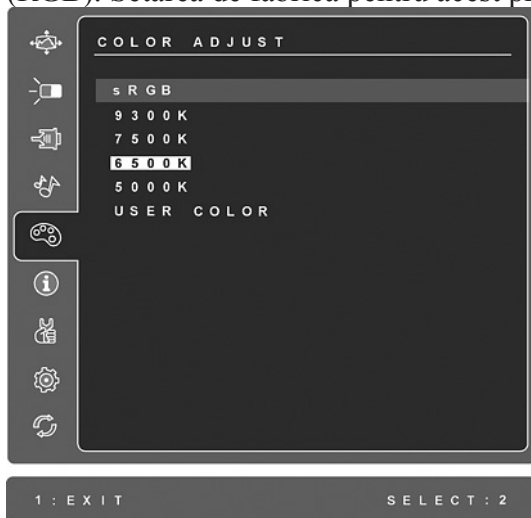 (RGB). Setarea de fabrică pentru acest
COLOR ADJUST
sRGB
9300K
7500K
6500K
5000K
USER COLOR
1:EXIT SELECT:2